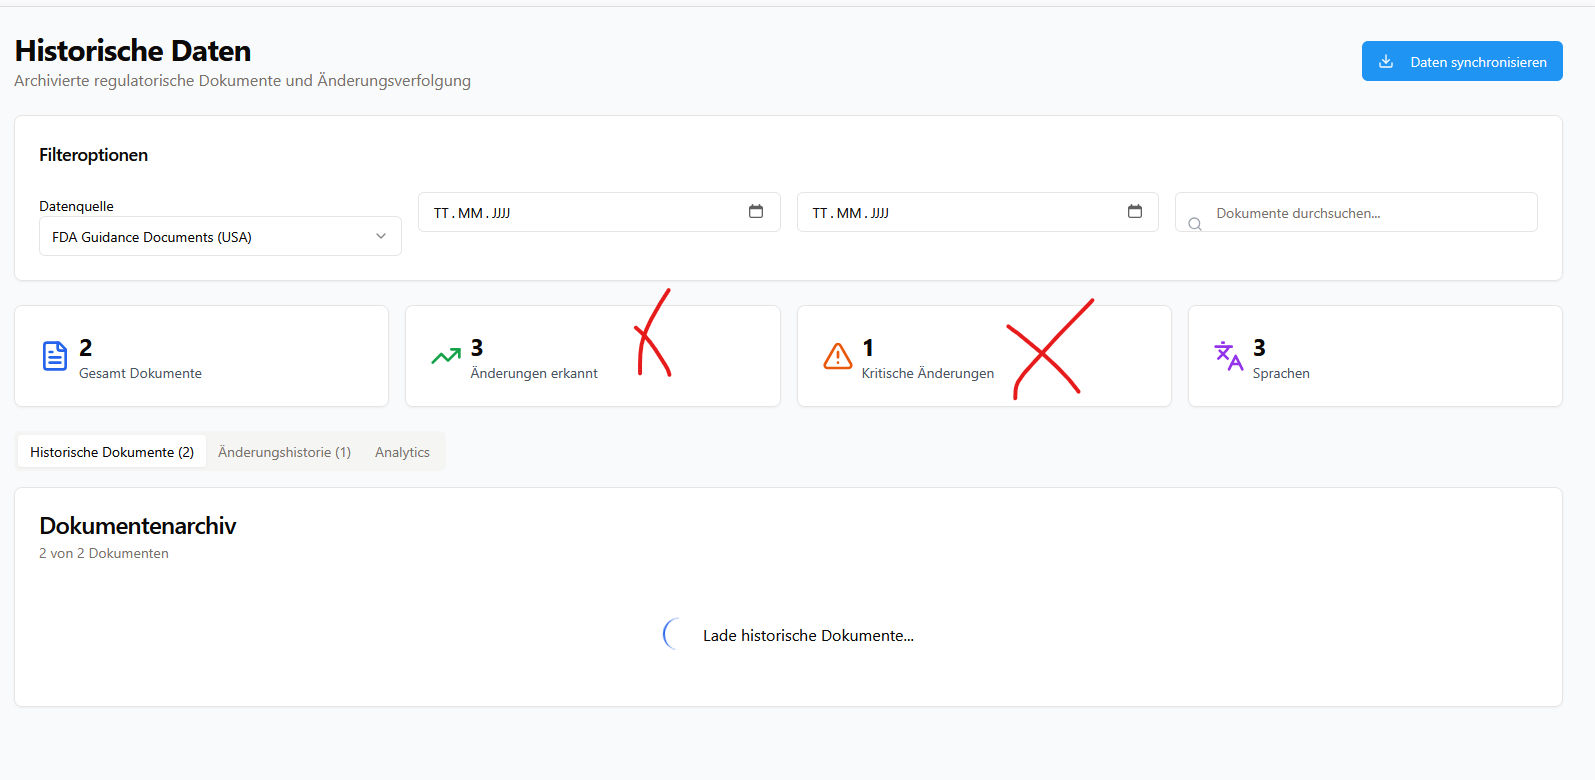 Historische Daten
Archivierte regulatorische Dokumente und Änderungsverfolgung
Daten synchronisieren
Filteroptionen
Datenquelle
FDA Guidance Documents (USA)
TT.MM.JJJJ
TT.MM.JJJJ
Dokumente durchsuchen...
2
Gesamt Dokumente
3
Änderungen erkannt
1
Kritische Änderungen
3
Sprachen
Historische Dokumente (2)
Änderungshistorie (1)
Analytics
Dokumentenarchiv
2 von 2 Dokumenten
Lade historische Dokumente...